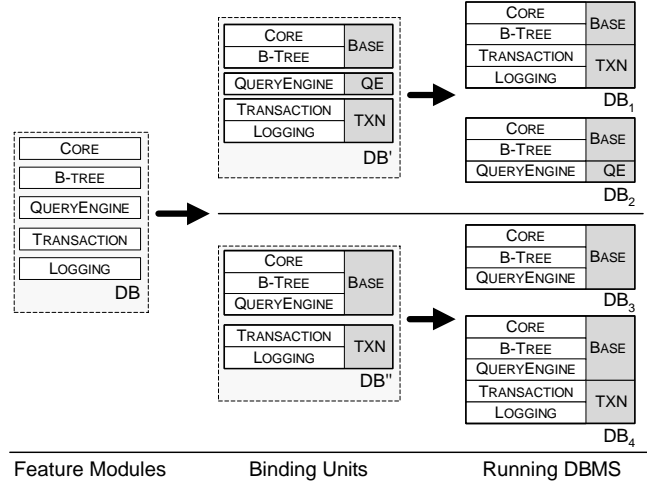 CORE
B-TREE
QUERYENGINE
TRANSACTION
LOGGING
DB
CORE
B-TREE
BASE
QUERYENGINE QE
TRANSACTION
LOGGING
TXN
DB'
CORE
B-TREE
QUERYENGINE
BASE
TRANSACTION
LOGGING
TXN
DB"
CORE
B-TREE
BASE
TRANSACTION
LOGGING
TXN
DB1
CORE
B-TREE
BASE
QUERYENGINE QE
DB2
CORE
B-TREE
QUERYENGINE
BASE
DB3
CORE
B-TREE
QUERYENGINE
BASE
TRANSACTION
LOGGING
TXN
DB4
Feature Modules Binding Units Running DBMS